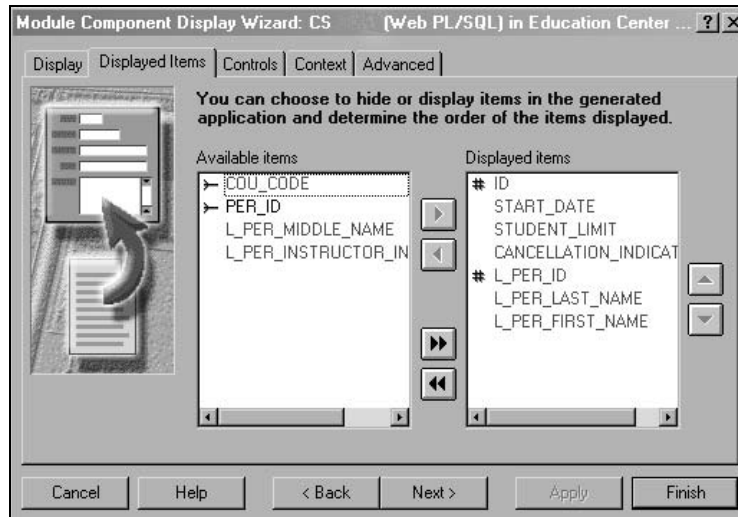 Module Component Display Wizard: CS (Web PL/SQL) in Education Center ...
Display Displayed Items Controls Context Advanced
You can choose to hide or display items in the generated
application and determine the order of the items displayed.
Available items
COU_CODE
PER_ID
L_PER_MIDDLE_NAME
L_PER_INSTRUCTOR_IN
Displayed items
# ID
START_DATE
STUDENT_LIMIT
CANCELLATION_INDICAT
# L_PER_ID
L_PER_LAST_NAME
L_PER_FIRST_NAME
Cancel Help < Back Next > Apply Finish